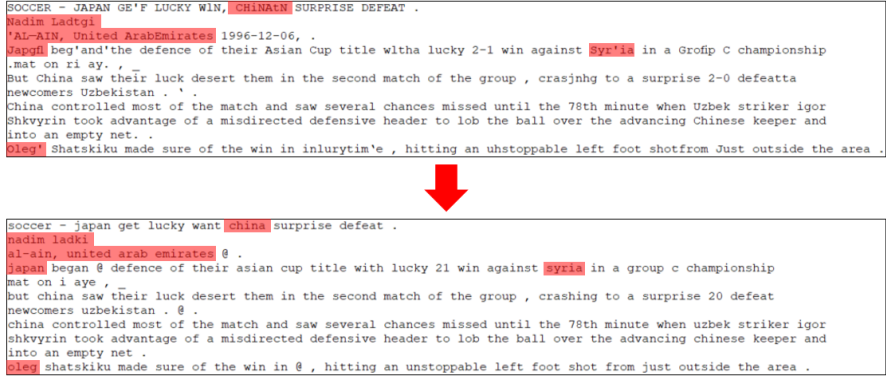 SOCCER - JAPAN GE'F LUCKY WlN, CHiNAtN SURPRISE DEFEAT .
Nadim Ladtgi
'AL—AIN, United ArabEmirates 1996-12-06, .
Japgfl beg'and'the defence of their Asian Cup title wltha lucky 2-1 win against Syr'ia in a Grofip C championship
.mat on ri ay. , _
But China saw their luck desert them in the second match of the group , crasjnhg to a surprise 2-0 defeatta
newcomers Uzbekistan . ‘ .
China controlled most of the match and saw several chances missed until the 78th minute when Uzbek striker igor
Shkvyrin took advantage of a misdirected defensive header to lob the ball over the advancing Chinese keeper and
into an empty net. .
Oleg' Shatskiku made sure of the win in inlurytim‘e , hitting an uhstoppable left foot shotfrom Just outside the area .
soccer - japan get lucky want china surprise defeat .
nadim ladki
al-ain, united arab emirates @ .
japan began @ defence of their asian cup title with lucky 21 win against syria in a group c championship
mat on i aye , _
but china saw their luck desert them in the second match of the group , crashing to a surprise 20 defeat
newcomers uzbekistan . @ .
china controlled most of the match and saw several chances missed until the 78th minute when uzbek striker igor
shkvyrin took advantage of a misdirected defensive header to lob the ball over the advancing chinese keeper and
into an empty net .
oleg shatskiku made sure of the win in @ , hitting an unstoppable left foot shot from just outside the area .